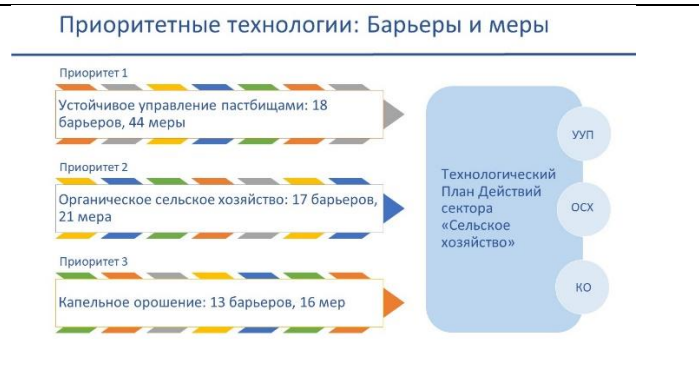 Приоритетные технологии: Барьеры и меры
Приоритет 1
Устойчивое управление пастбищами: 18
барьеров, 44 меры
Приоритет 2
Органическое сельское хозяйство: 17 барьеров,
21 мера
Приоритет 3
Капельное орошение: 13 барьеров, 16 мер
Технологический
План Действий
сектора
«Сельское
хозяйство»
УУП
ОСХ
КО